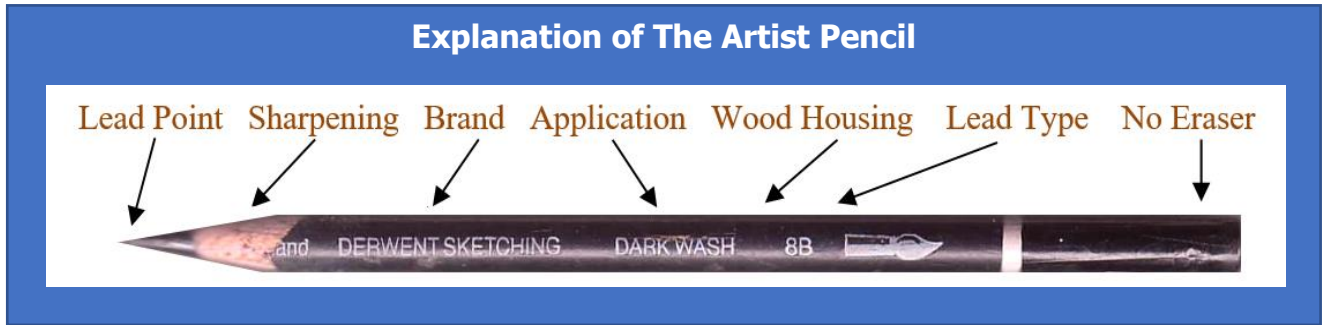 Explanation of The Artist Pencil
Lead Point Sharpening Brand Application Wood Housing Lead Type No Eraser
and DERWENT SKETCHING DARK WASH 8B